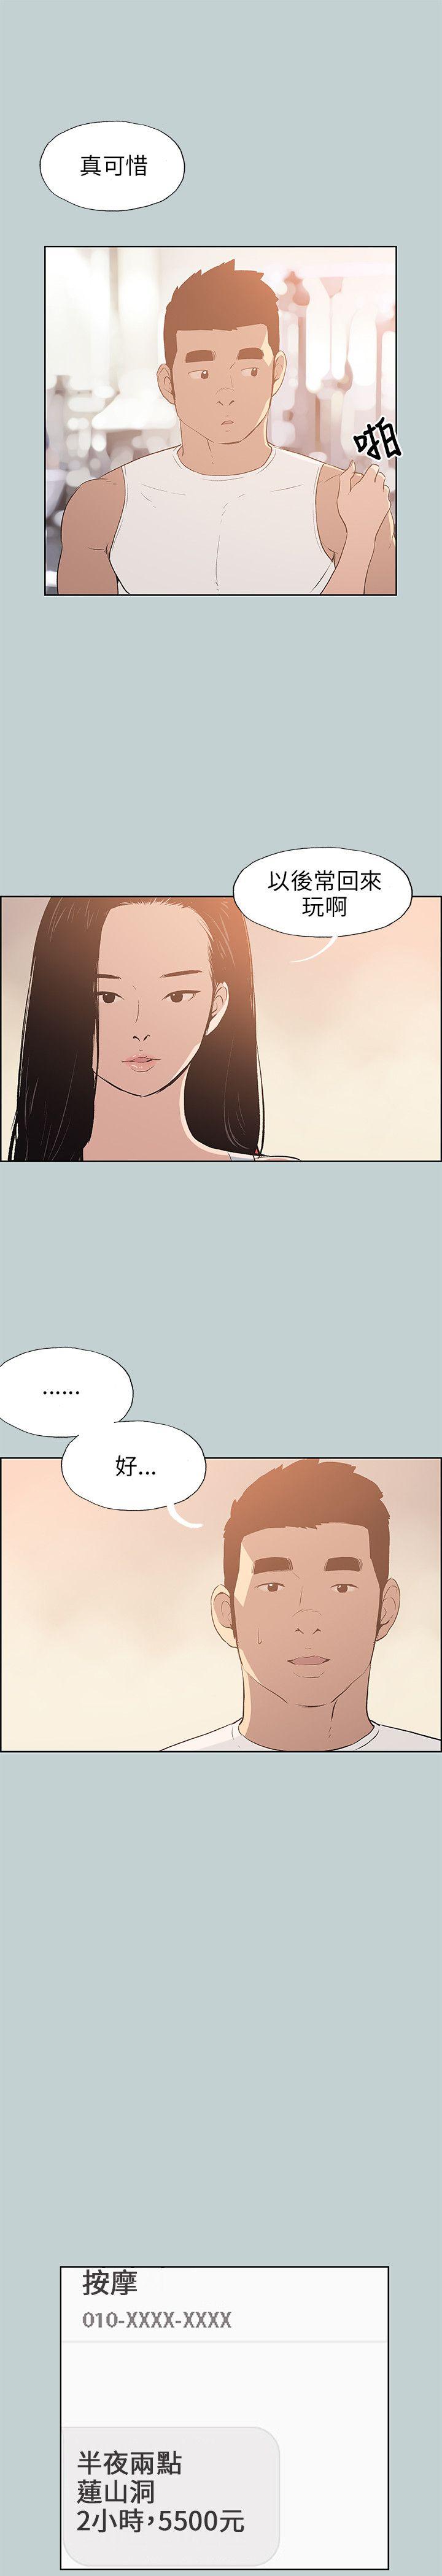 真可惜
啪
以後常回來
玩啊
......
好...
按摩
010-XXXX-XXXX
半夜兩點
蓮山洞
2小時,5500元